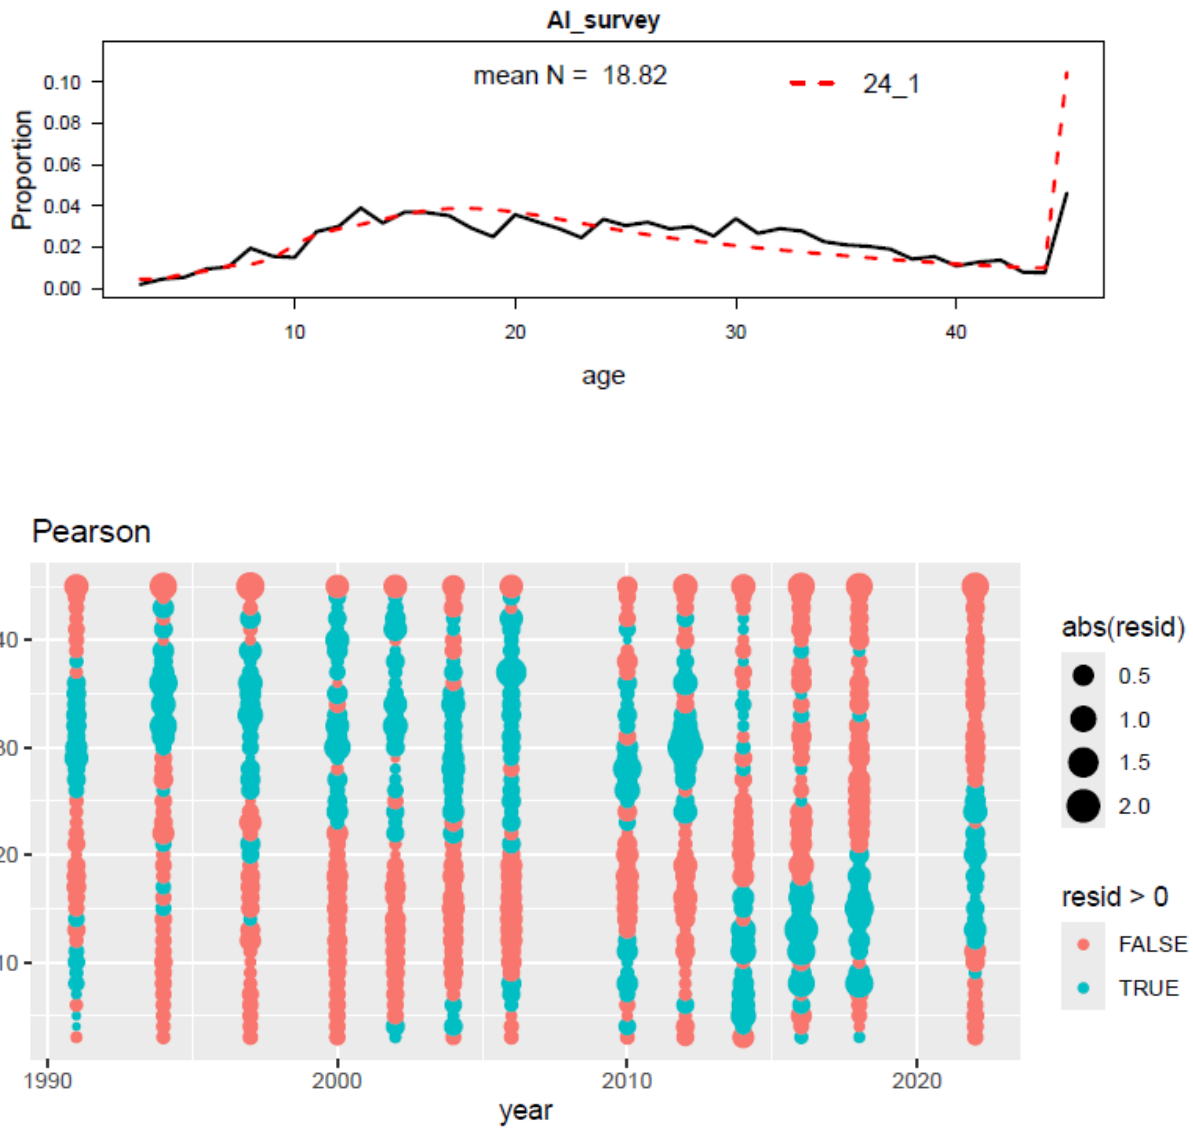 AI_survey
mean N = 18.82
24_1
Proportion
0.10
0.08
0.06
0.04
0.02
0.00
10 20 30 40
age
Pearson
40
30
20
10
1990 2000 2010 2020
year
abs(resid)
0.5
1.0
1.5
2.0
resid > 0
FALSE
TRUE